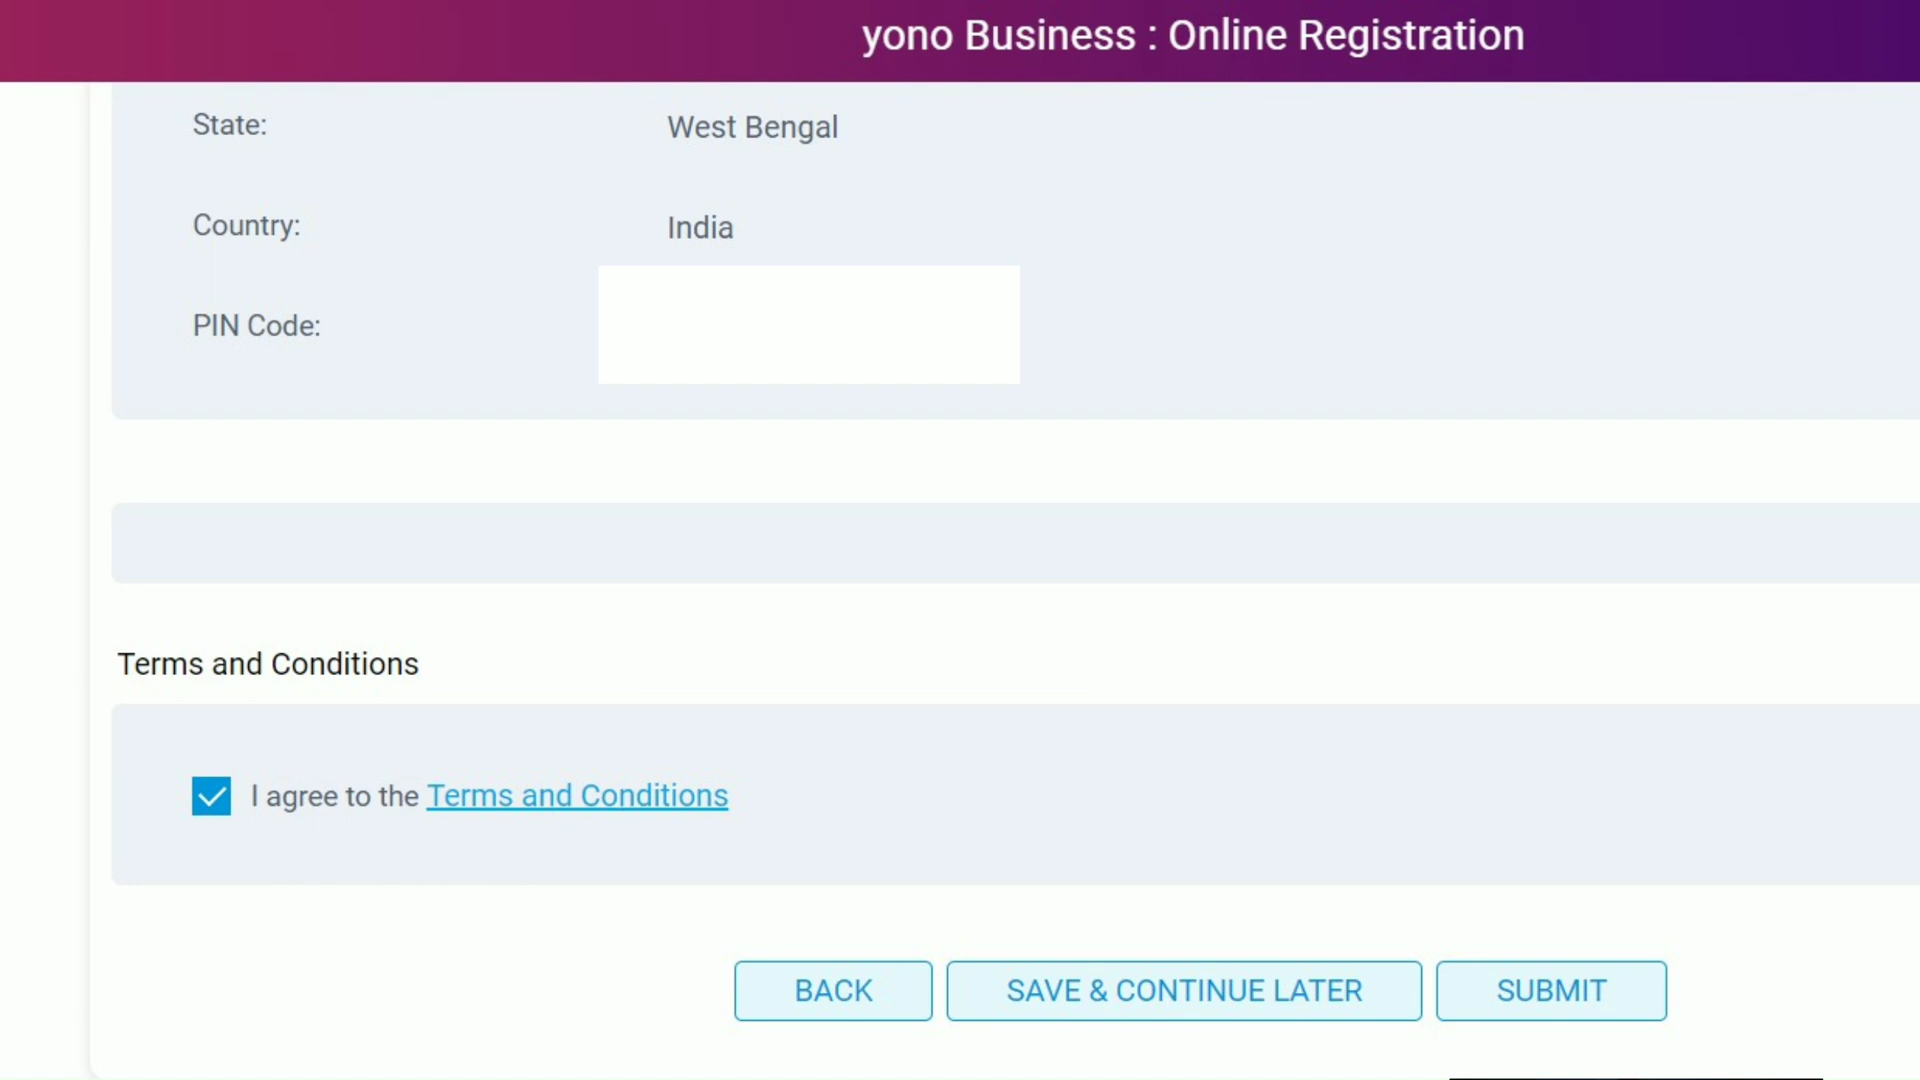 yono Business : Online Registration
State: West Bengal
Country: India
PIN Code:
Terms and Conditions
I agree to the Terms and Conditions
BACK SAVE & CONTINUE LATER SUBMIT